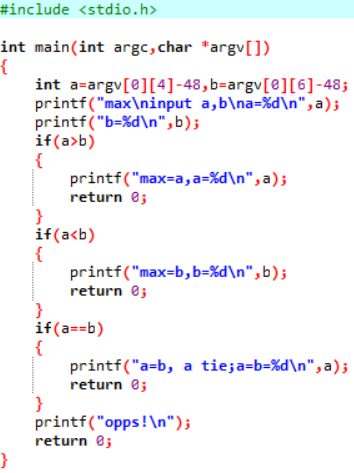 #include <stdio.h>
int main(int argc,char *argv[])
{
int a=argv[0][4]-48,b=argv[0][6]-48;
printf("max\ninput a,b\na=%d\n",a);
printf("b=%d\n",b);
if(a>b)
{
printf("max=a,a=%d\n",a);
return 0;
}
if(a<b)
{
printf("max=b,b=%d\n",b);
return 0;
}
if(a==b)
{
printf("a=b, a tie;a=b=%d\n",a);
return 0;
}
printf("opps!\n");
return 0;
}